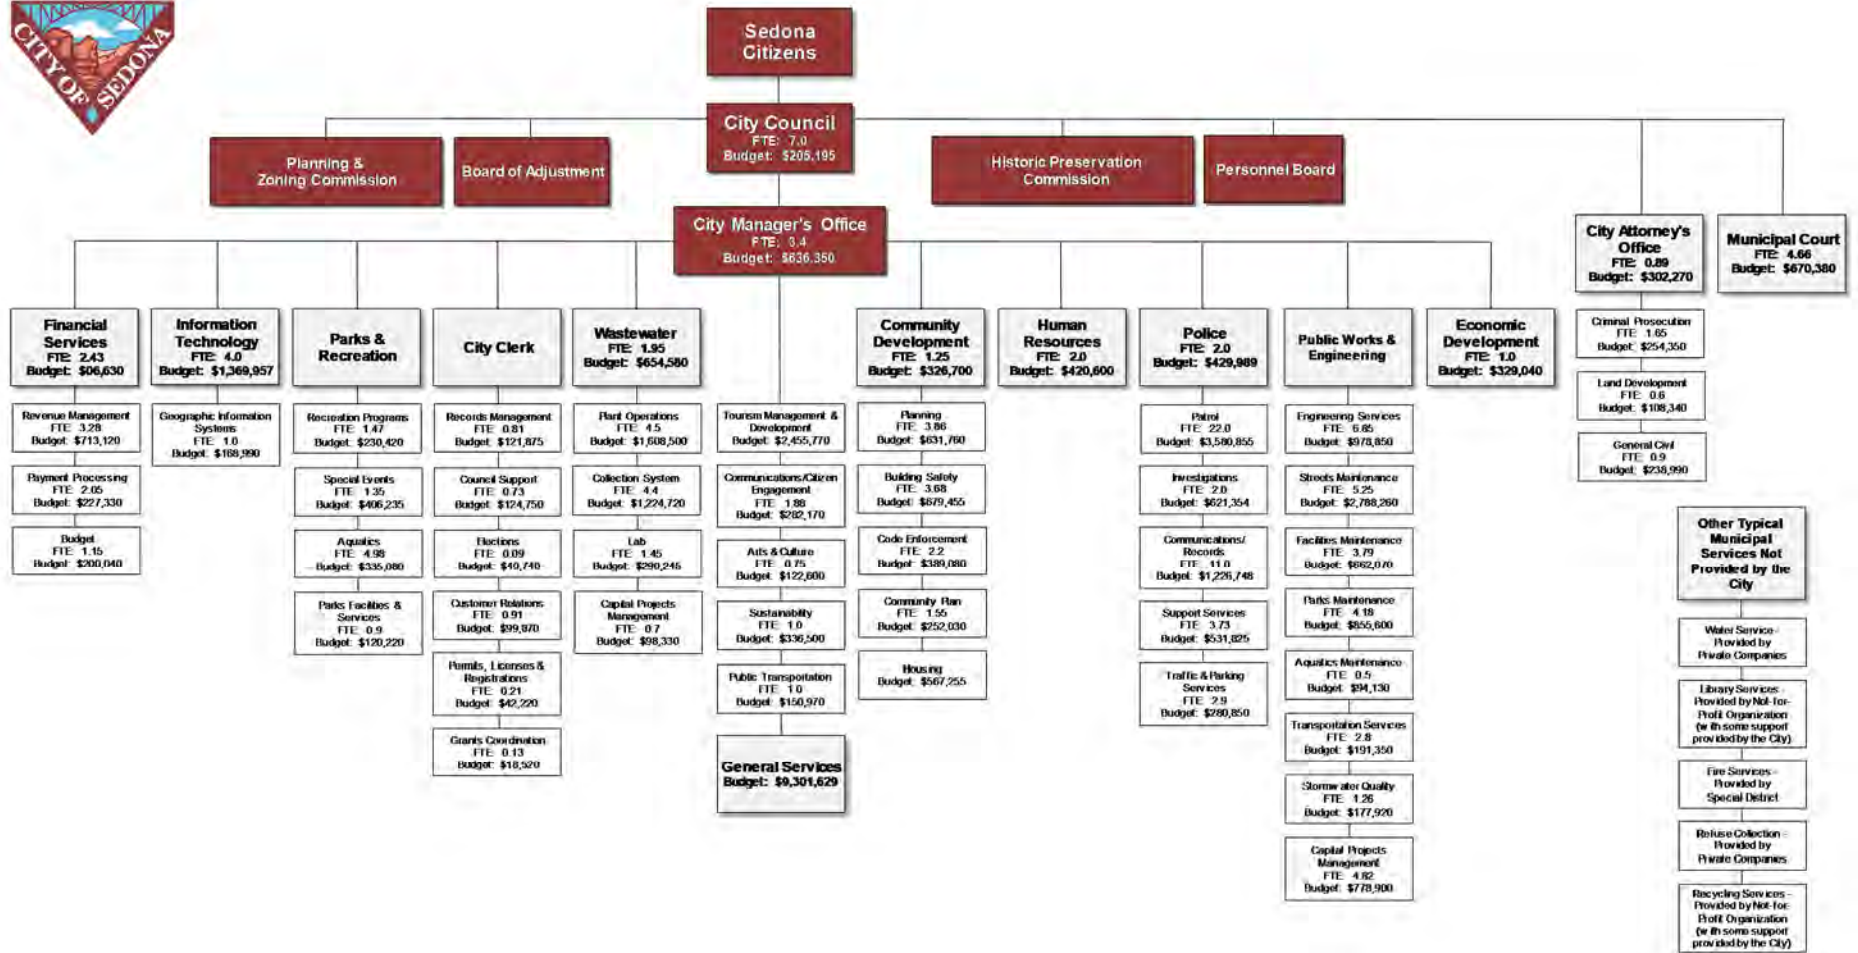 CITY OF SEDONA
Sedona
Citizens
City Council
FTE: 7.0
Budget: $205,195
Planning &
Zoning Commission
Board of Adjustment
Historic Preservation
Commission
Personnel Board
City Manager's Office
FTE: 3.4
Budget: $636,350
City Attorney's
Office
FTE: 0.89
Budget: $302,270
Municipal Court
FTE: 4.66
Budget: $670,380
Financial
Services
FTE: 2.43
Budget: $06,630
Revenue Management
FTE: 3.28
Budget: $713,120
Payment Processing
FTE: 2.05
Budget: $227,330
Budget
FTE: 1.15
Budget: $200,040
Information
Technology
FTE: 4.0
Budget: $1,369,957
Geographic Information
Systems
FTE: 1.0
Budget: $168,990
Parks &
Recreation
Recreation Programs
FTE: 1.47
Budget: $230,420
Special Events
FTE: 1.35
Budget: $406,235
Aquatics
FTE: 4.98
Budget: $335,080
Parks Facilities &
Services
FTE: 0.9
Budget: $120,220
City Clerk
Records Management
FTE: 0.81
Budget: $121,875
Council Support
FTE: 0.73
Budget: $124,750
Elections
FTE: 0.09
Budget: $40,740
Customer Relations
FTE: 0.91
Budget: $99,870
Permits, Licenses &
Registrations
FTE: 0.21
Budget: $42,220
Grants Coordination
FTE: 0.13
Budget: $18,520
Wastewater
FTE: 1.95
Budget: $654,580
Plant Operations
FTE: 4.5
Budget: $1,608,500
Collection System
FTE: 4.4
Budget: $1,224,720
Lab
FTE: 1.45
Budget: $290,245
Capital Projects
Management
FTE: 0.7
Budget: $98,330
Tourism Management &
Development
Budget: $2,455,770
Communications/Citizen
Engagement
FTE: 1.88
Budget: $282,170
Arts & Culture
FTE: 0.75
Budget: $122,600
Sustainability
FTE: 1.0
Budget: $336,500
Public Transportation
FTE: 1.0
Budget: $150,970
General Services
Budget: $9,301,629
Community
Development
FTE: 1.25
Budget: $326,700
Planning
FTE: 3.86
Budget: $631,760
Building Safety
FTE: 3.68
Budget: $679,455
Code Enforcement
FTE: 2.2
Budget: $389,080
Community Plan
FTE: 1.55
Budget: $252,030
Housing
Budget: $567,255
Human
Resources
FTE: 2.0
Budget: $420,600
Police
FTE: 2.0
Budget: $429,989
Patrol
FTE: 22.0
Budget: $3,580,855
Investigations
FTE: 2.0
Budget: $621,354
Communications/
Records
FTE: 11.0
Budget: $1,226,748
Support Services
FTE: 3.73
Budget: $531,825
Traffic & Parking
Services
FTE: 2.9
Budget: $280,850
Public Works &
Engineering
Engineering Services
FTE: 6.85
Budget: $978,850
Streets Maintenance
FTE: 5.25
Budget: $2,788,260
Facilities Maintenance
FTE: 3.79
Budget: $662,070
Parks Maintenance
FTE: 4.18
Budget: $855,600
Aquatics Maintenance
FTE: 0.5
Budget: $94,130
Transportation Services
FTE: 2.8
Budget: $191,350
Stormwater Quality
FTE: 1.26
Budget: $177,920
Capital Projects
Management
FTE: 4.82
Budget: $778,900
Economic
Development
FTE: 1.0
Budget: $329,040
Criminal Prosecution
FTE: 1.65
Budget: $254,350
Land Development
FTE: 0.6
Budget: $108,340
General Civil
FTE: 0.9
Budget: $238,990
Other Typical
Municipal
Services Not
Provided by the
City
Water Service -
Provided by
Private Companies
Library Services -
Provided by Not-for-
Profit Organization
(with some support
provided by the City)
Fire Services -
Provided by
Special District
Refuse Collection -
Provided by
Private Companies
Recycling Services -
Provided by Not-for-
Profit Organization
(with some support
provided by the City)